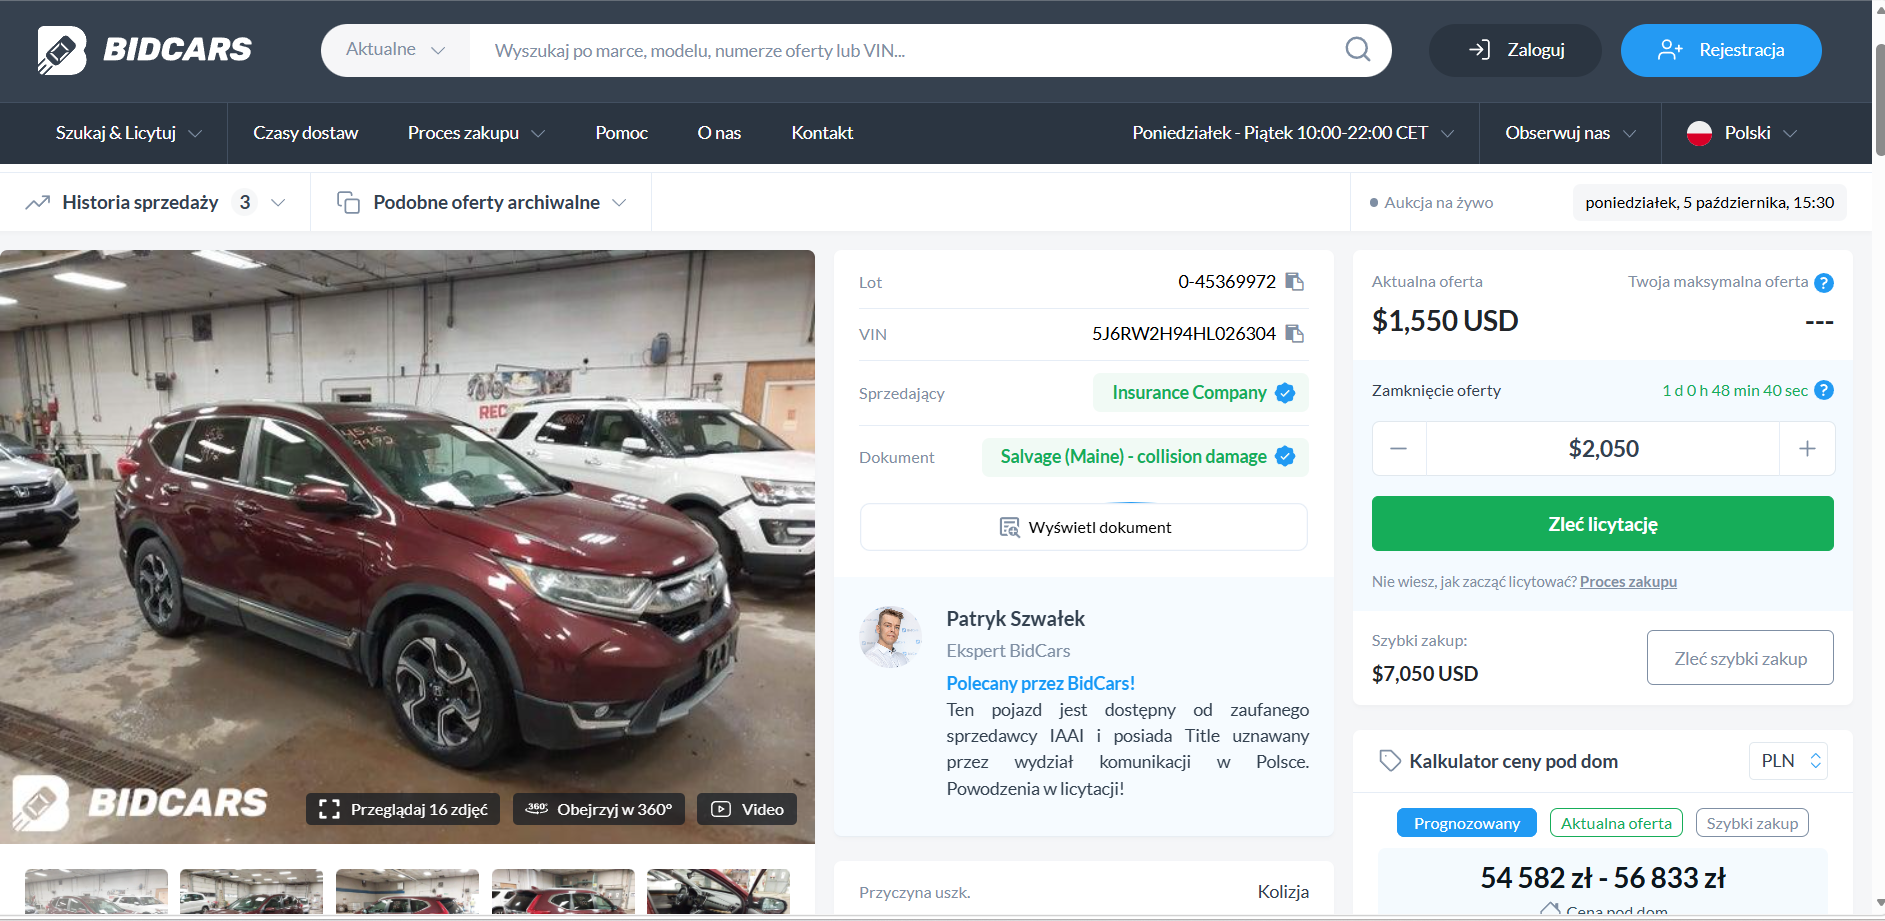 BIDCARS
Aktualne
Wyszukaj po marce, modelu, numerze oferty lub VIN...
Zaloguj
Rejestracja
Szukaj & Licytuj
Czasy dostaw
Proces zakupu
Pomoc
O nas
Kontakt
Poniedziałek - Piątek 10:00-22:00 CET
Obserwuj nas
Polski
Historia sprzedaży 3
Podobne oferty archiwalne
Aukcja na żywo
poniedziałek, 5 października, 15:30
4536
9972
REC
BIDCARS
Przeglądaj 16 zdjęć
360°
Obejrzyj w 360°
Video
Lot
0-45369972
VIN
5J6RW2H94HL026304
Sprzedający
Insurance Company
Dokument
Salvage (Maine) - collision damage
Wyświetl dokument
Patryk Szwałek
Ekspert BidCars
Polecany przez BidCars!
Ten pojazd jest dostępny od zaufanego
sprzedawcy IAAI i posiada Title uznawany
przez wydział komunikacji w Polsce.
Powodzenia w licytacji!
Przyczyna uszk.
Kolizja
Aktualna oferta
Twoja maksymalna oferta ?
$1,550 USD
---
Zamknięcie oferty
1 d 0 h 48 min 40 sec ?
$2,050
Zleć licytację
Nie wiesz, jak zacząć licytować? Proces zakupu
Szybki zakup:
$7,050 USD
Zleć szybki zakup
Kalkulator ceny pod dom
PLN
Prognozowany
Aktualna oferta
Szybki zakup
54 582 zł - 56 833 zł
Cena pod dom